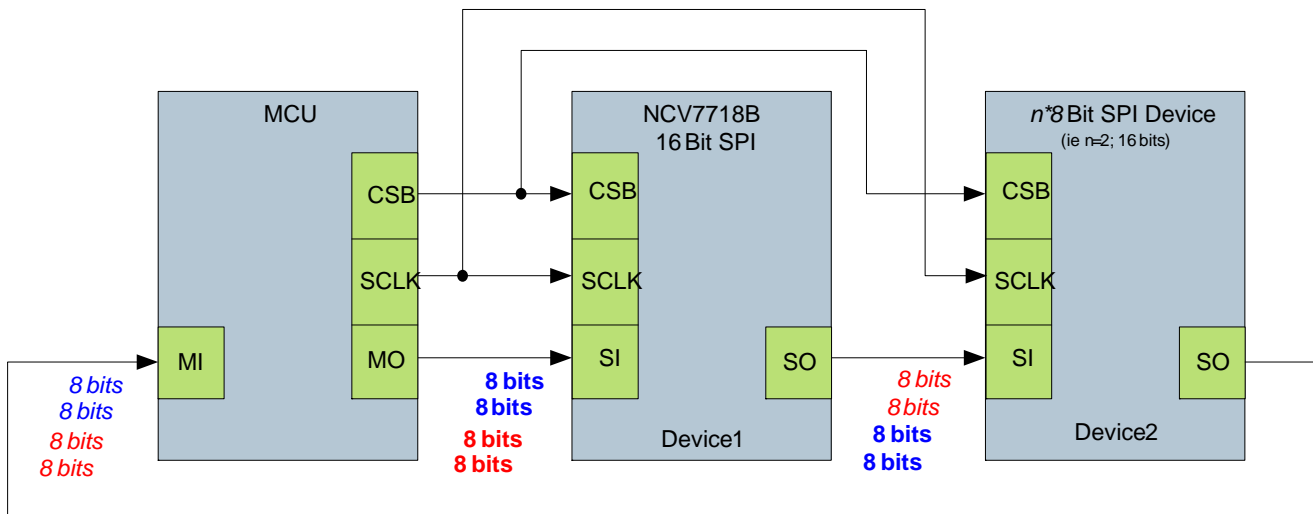 MCU
CSB
SCLK
MI
MO
8 bits
8 bits
8 bits
8 bits
8 bits
8 bits
8 bits
8 bits
NCV7718B
16 Bit SPI
CSB
SCLK
SI
SO
Device1
8 bits
8 bits
8 bits
8 bits
n*8 Bit SPI Device
(ie n=2; 16 bits)
CSB
SCLK
SI
SO
Device2